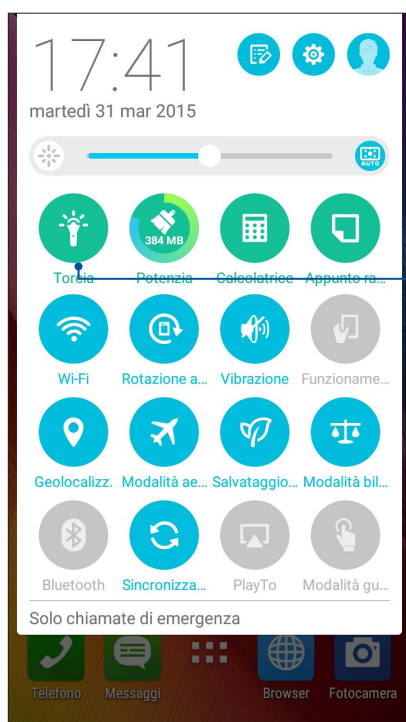 17:41
martedì 31 mar 2015
AUTO
384 MB
Torcia Potenzia Calcolatrice Appunto ra...
Wi-Fi Rotazione a... Vibrazione Funzioname...
Geolocalizz. Modalità ae... Salvataggio... Modalità bil...
Bluetooth Sincronizza... PlayTo Modalità gu...
Solo chiamate di emergenza
Telefono Messaggi Browser Fotocamera